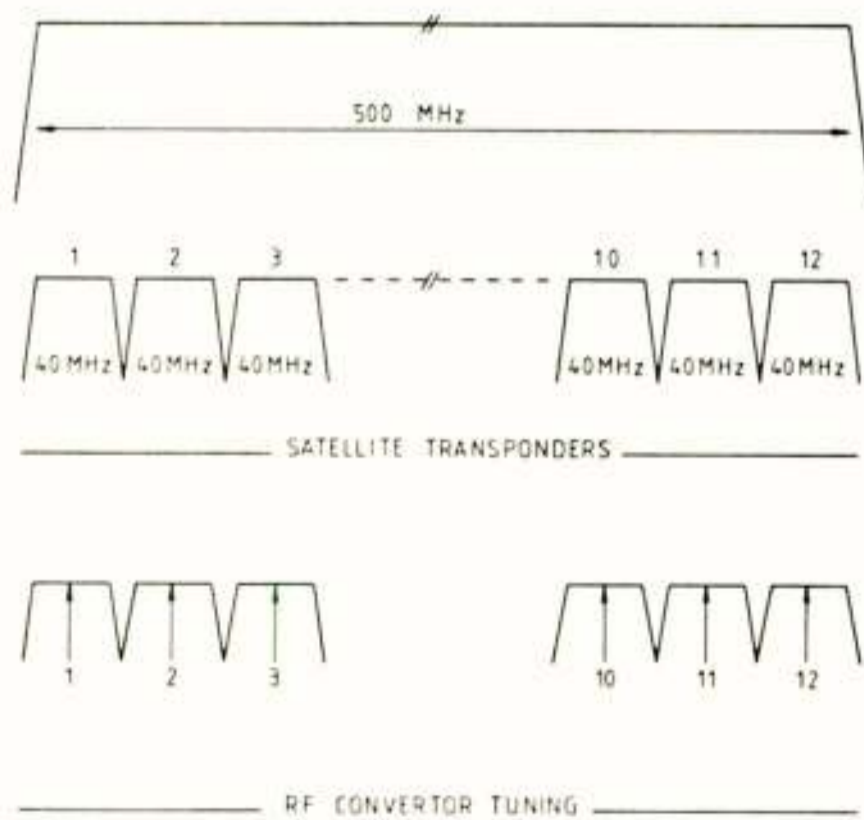 500 MHz
1 2 3 10 11 12
40MHz 40MHz 40MHz 40MHz 40MHz 40MHz
SATELLITE TRANSPONDERS
1 2 3 10 11 12
RF CONVERTOR TUNING